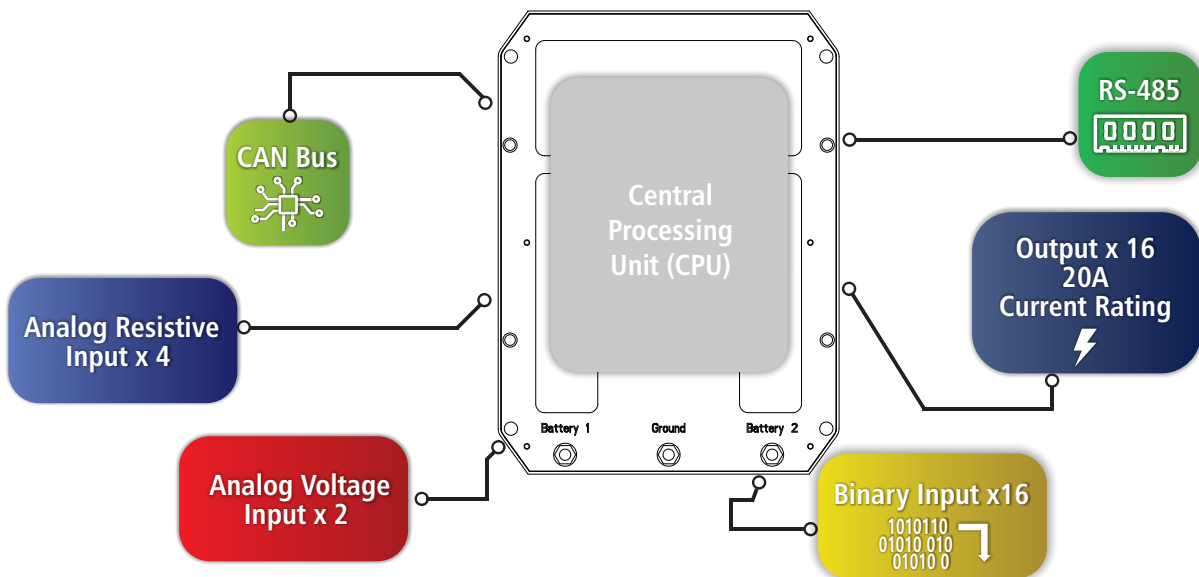 CAN Bus
RS-485
0000
Central
Processing
Unit (CPU)
Output x 16
20A
Current Rating
Analog Resistive
Input x 4
Battery 1
Ground
Battery 2
Analog Voltage
Input x 2
Binary Input x16
1010110
01010 010
01010 0